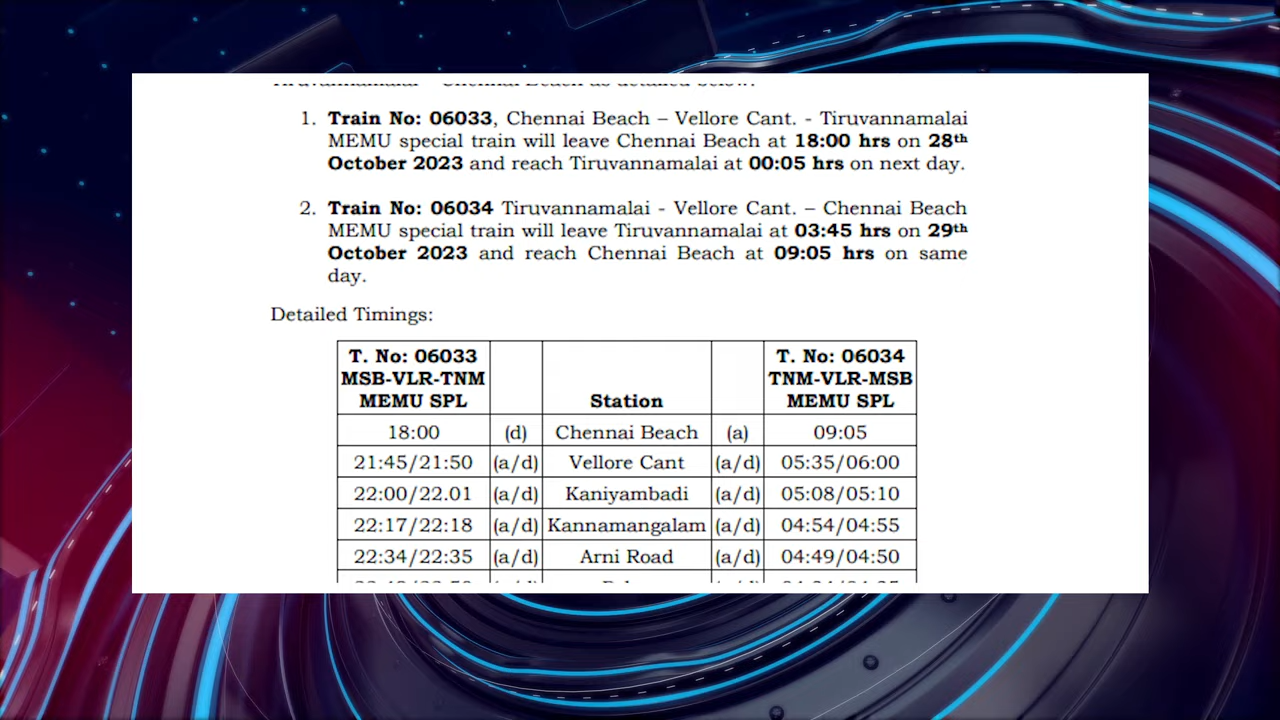 1. Train No: 06033, Chennai Beach – Vellore Cant. - Tiruvannamalai
MEMU special train will leave Chennai Beach at 18:00 hrs on 28th
October 2023 and reach Tiruvannamalai at 00:05 hrs on next day.
2. Train No: 06034 Tiruvannamalai - Vellore Cant. – Chennai Beach
MEMU special train will leave Tiruvannamalai at 03:45 hrs on 29th
October 2023 and reach Chennai Beach at 09:05 hrs on same
day.
Detailed Timings:
T. No: 06033 MSB-VLR-TNM MEMU SPL Station T. No: 06034 TNM-VLR-MSB MEMU SPL
18:00 (d) Chennai Beach (a) 09:05
21:45/21:50 (a/d) Vellore Cant (a/d) 05:35/06:00
22:00/22.01 (a/d) Kaniyambadi (a/d) 05:08/05:10
22:17/22:18 (a/d) Kannamangalam (a/d) 04:54/04:55
22:34/22:35 (a/d) Arni Road (a/d) 04:49/04:50